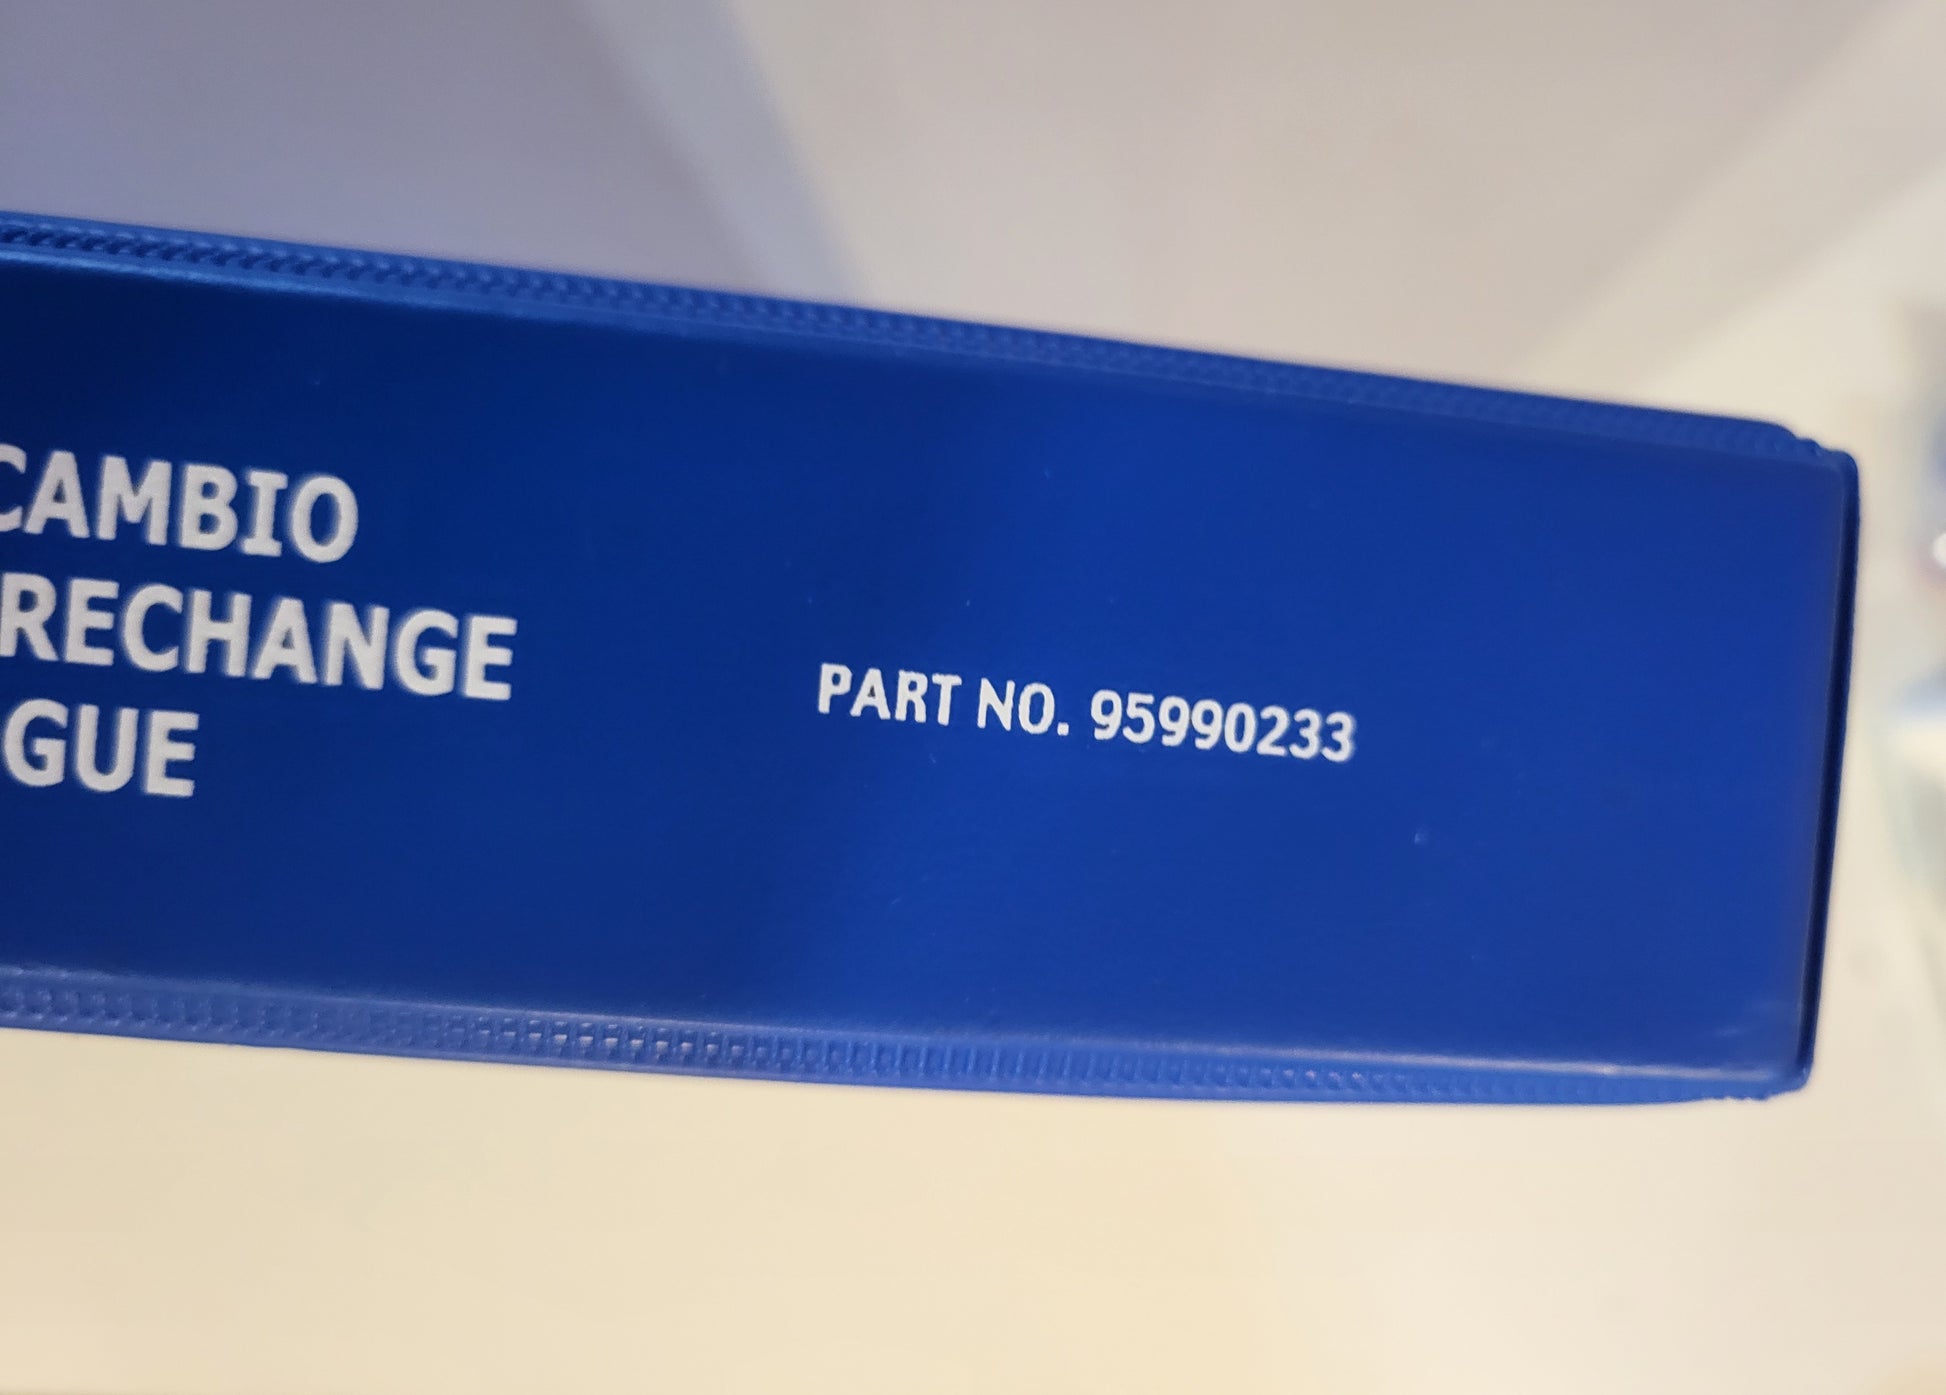 CAMBIO
RECHANGE
GUE
PART NO. 95990233